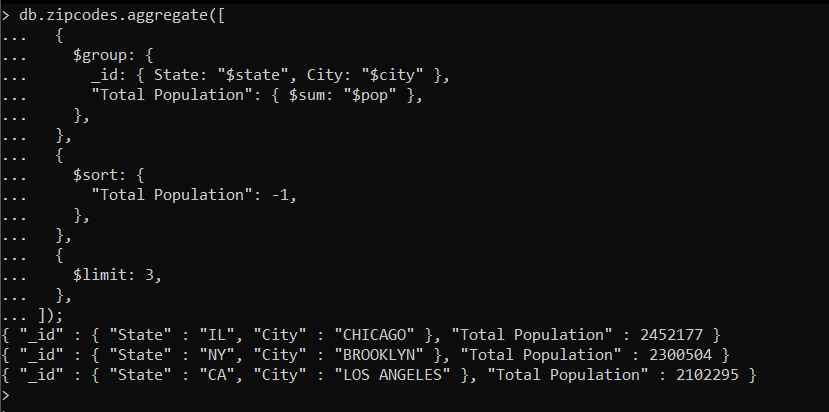 > db.zipcodes.aggregate([
...   {
...     $group: {
...       _id: { State: "$state", City: "$city" },
...       "Total Population": { $sum: "$pop" },
...     },
...   },
...   {
...     $sort: {
...       "Total Population": -1,
...     },
...   },
...   {
...     $limit: 3,
...   },
... ]);
{ "_id" : { "State" : "IL", "City" : "CHICAGO" }, "Total Population" : 2452177 }
{ "_id" : { "State" : "NY", "City" : "BROOKLYN" }, "Total Population" : 2300504 }
{ "_id" : { "State" : "CA", "City" : "LOS ANGELES" }, "Total Population" : 2102295 }
>